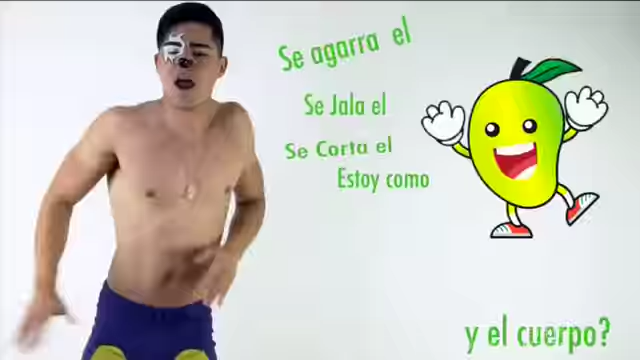 Se agarra el
Se Jala el
Se Corta el
Estoy como
y el cuerpo?